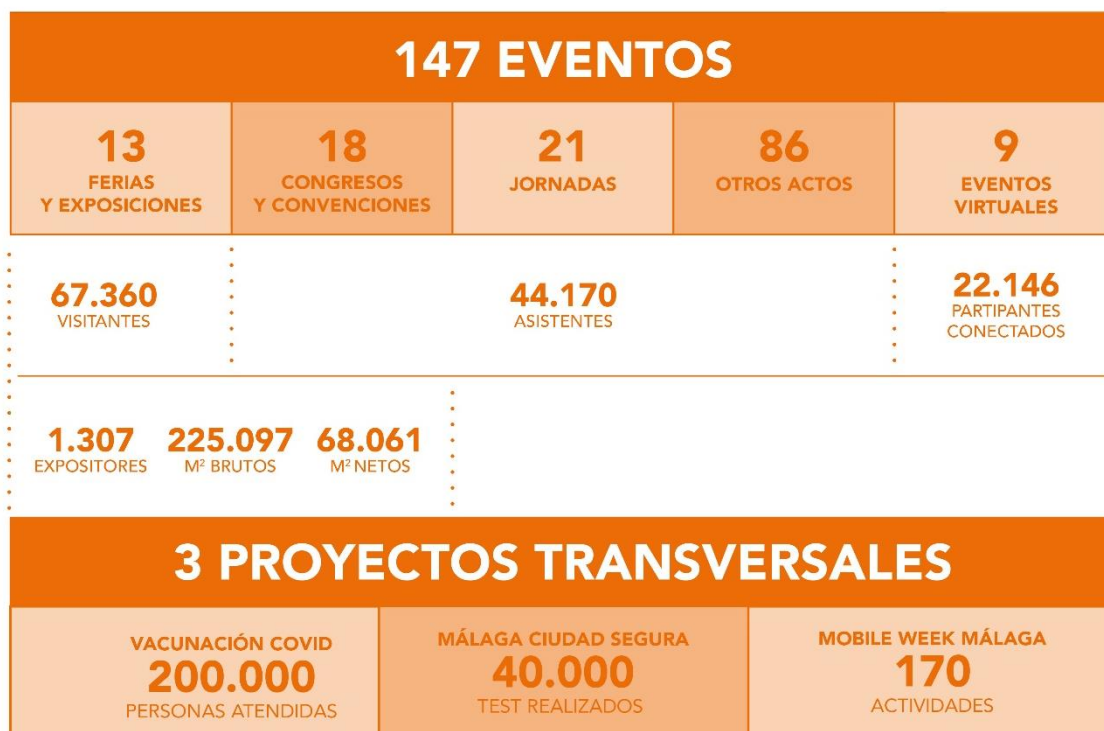 147 EVENTOS
13
FERIAS
Y EXPOSICIONES
18
CONGRESOS
Y CONVENCIONES
21
JORNADAS
86
OTROS ACTOS
9
EVENTOS
VIRTUALES
67.360
VISITANTES
44.170
ASISTENTES
22.146
PARTIPANTES
CONECTADOS
1.307
EXPOSITORES
225.097
M² BRUTOS
68.061
M² NETOS
3 PROYECTOS TRANSVERSALES
VACUNACIÓN COVID
200.000
PERSONAS ATENDIDAS
MÁLAGA CIUDAD SEGURA
40.000
TEST REALIZADOS
MOBILE WEEK MÁLAGA
170
ACTIVIDADES